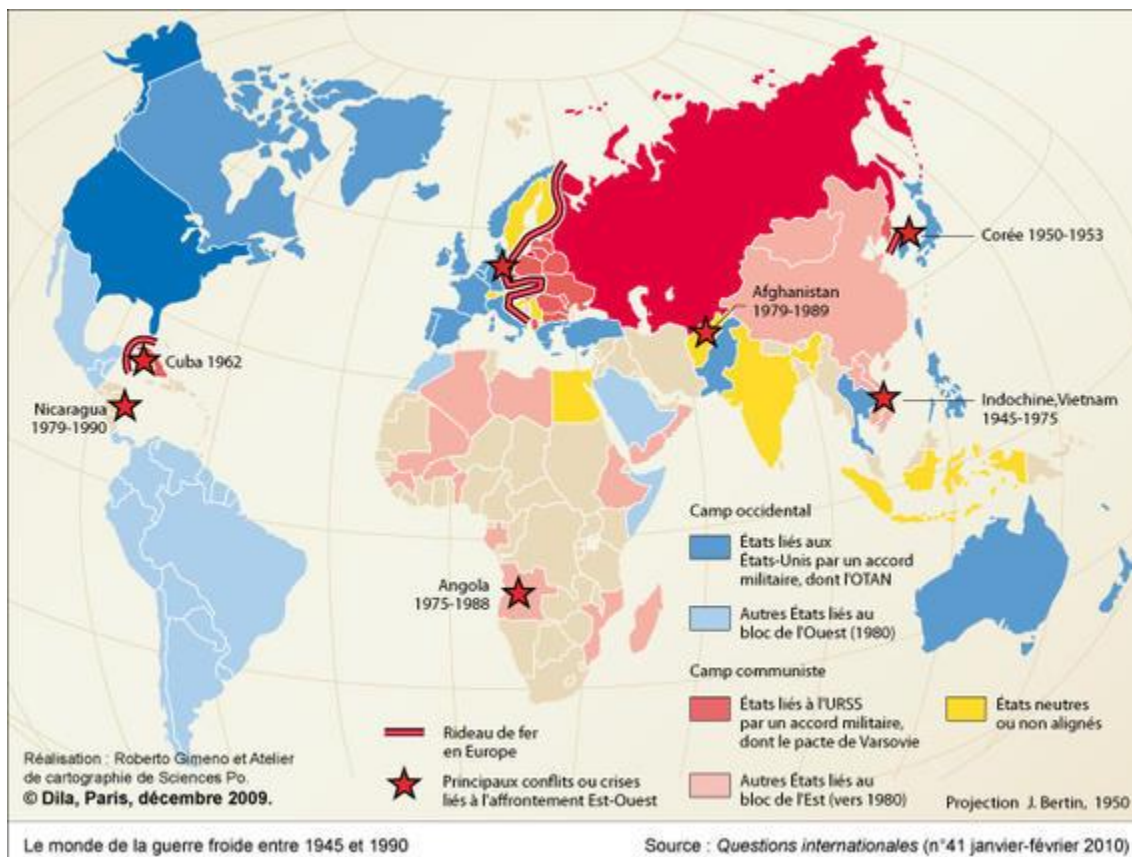 Corée 1950-1953
Afghanistan
1979-1989
Cuba 1962
Nicaragua
1979-1990
Indochine,Vietnam
1945-1975
Angola
1975-1988
Camp occidental
États liés aux
États-Unis par un accord
militaire, dont l'OTAN
Autres États liés au
bloc de l'Ouest (1980)
Camp communiste
États liés à l'URSS
par un accord militaire,
dont le pacte de Varsovie
États neutres
ou non alignés
Autres États liés au
bloc de l'Est (vers 1980)
Rideau de fer
en Europe
Principaux conflits ou crises
liés à l'affrontement Est-Ouest
Réalisation : Roberto Gimeno et Atelier
de cartographie de Sciences Po.
© Dila, Paris, décembre 2009.
Projection J. Bertin, 1950
Le monde de la guerre froide entre 1945 et 1990
Source : Questions internationales (n°41 janvier-février 2010)